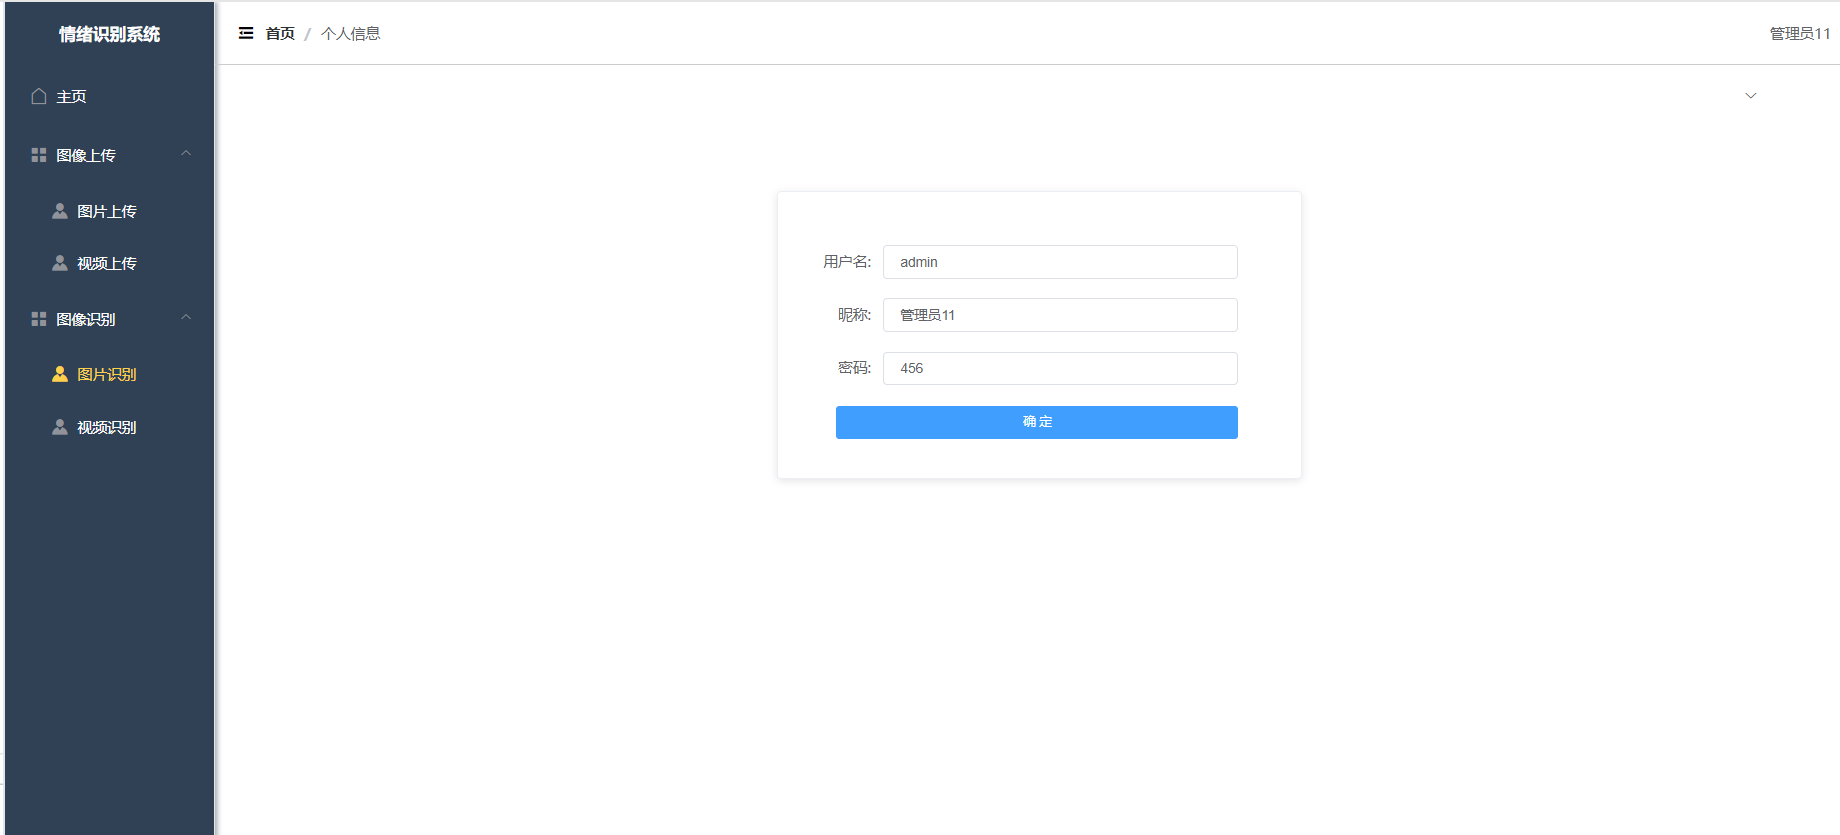 情绪识别系统
主页
图像上传
图片上传
视频上传
图像识别
图片识别
视频识别
首页 / 个人信息
管理员11
用户名: admin
昵称: 管理员11
密码: 456
确定